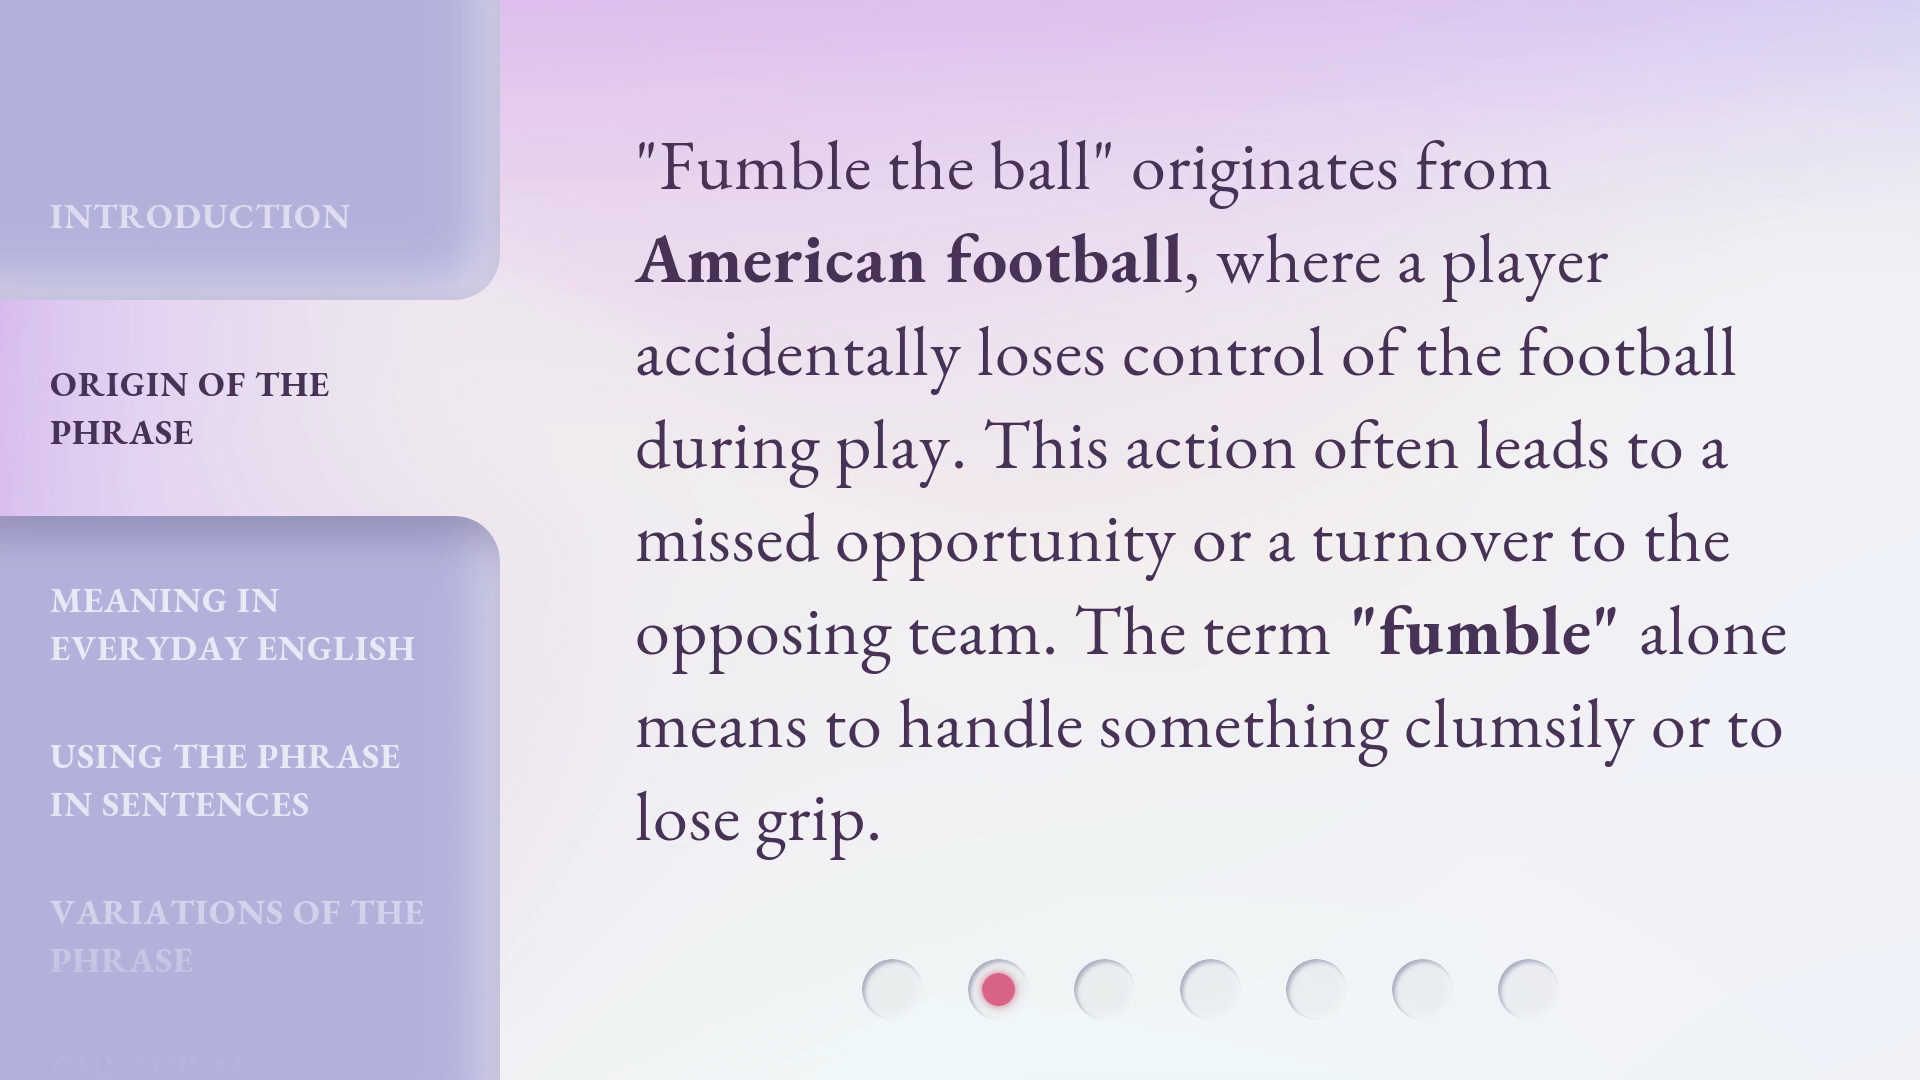 INTRODUCTION
ORIGIN OF THE
PHRASE
MEANING IN
EVERYDAY ENGLISH
USING THE PHRASE
IN SENTENCES
VARIATIONS OF THE
PHRASE
"Fumble the ball" originates from
American football, where a player
accidentally loses control of the football
during play. This action often leads to a
missed opportunity or a turnover to the
opposing team. The term "fumble" alone
means to handle something clumsily or to
lose grip.